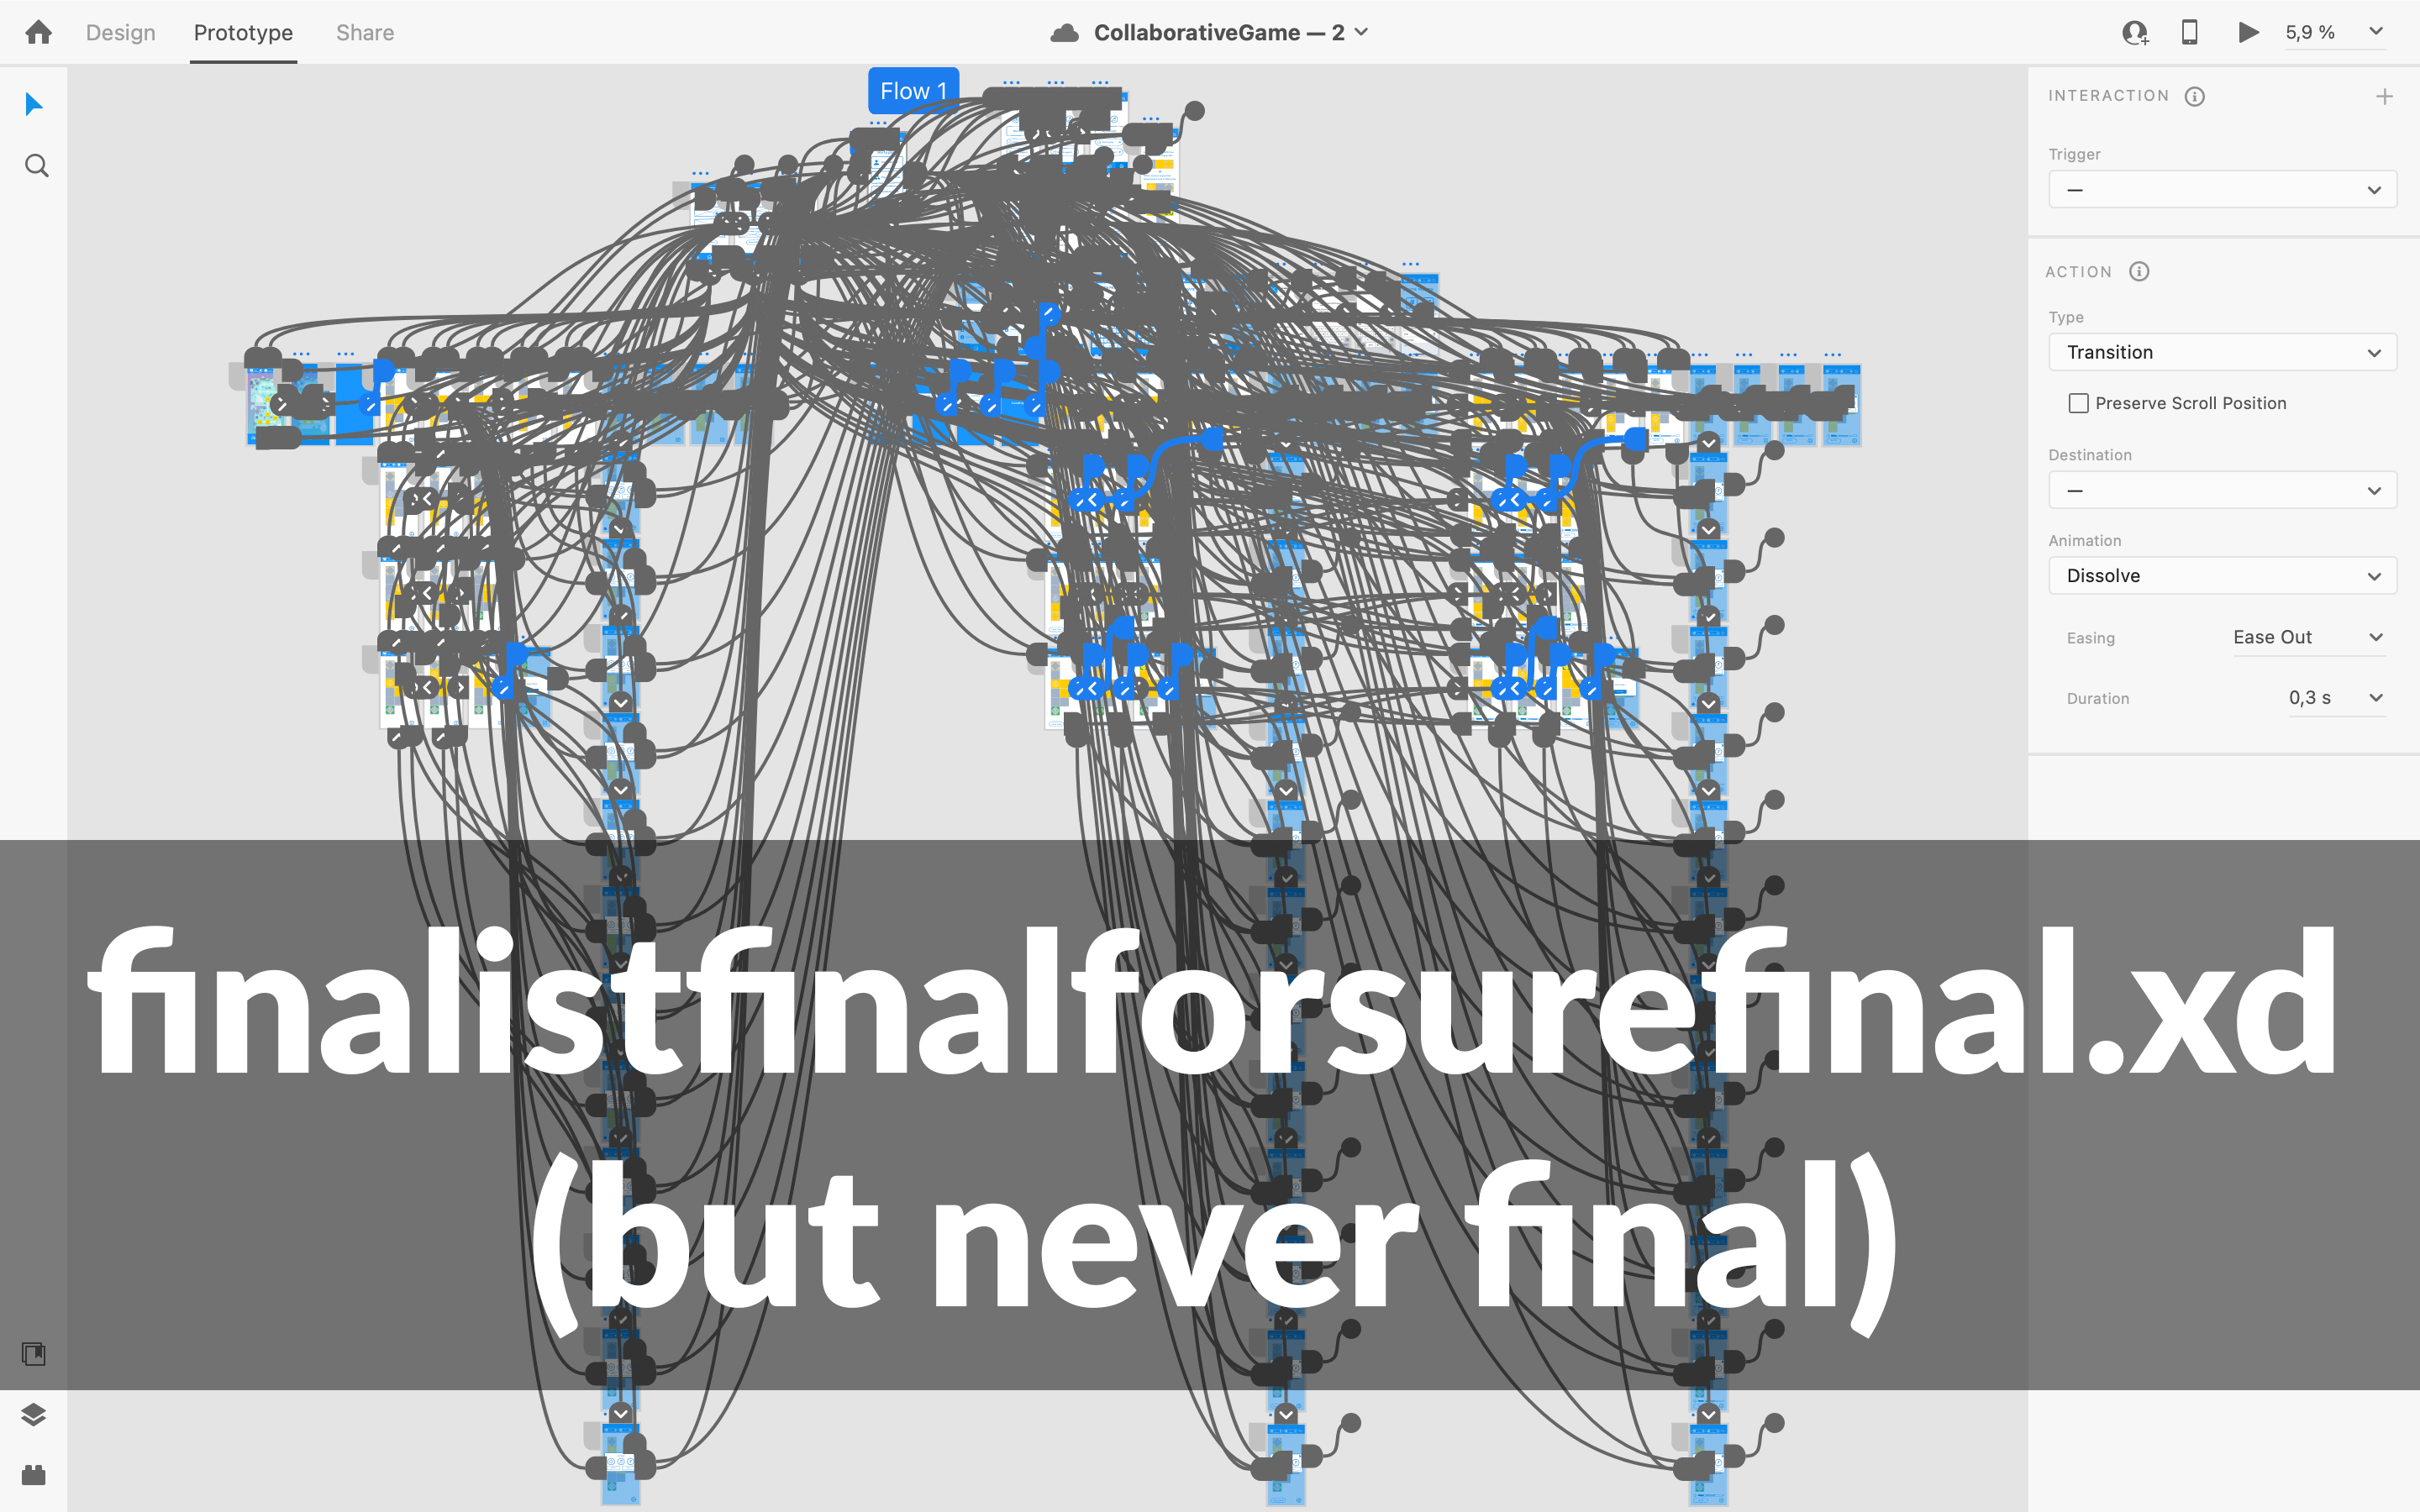 Design
Prototype
Share
CollaborativeGame — 2
5,9 %
Flow 1
INTERACTION
Trigger
—
ACTION
Type
Transition
Preserve Scroll Position
Destination
—
Animation
Dissolve
Easing
Ease Out
Duration
0,3 s
finalistfinalforsurefinal.xd
(but never final)